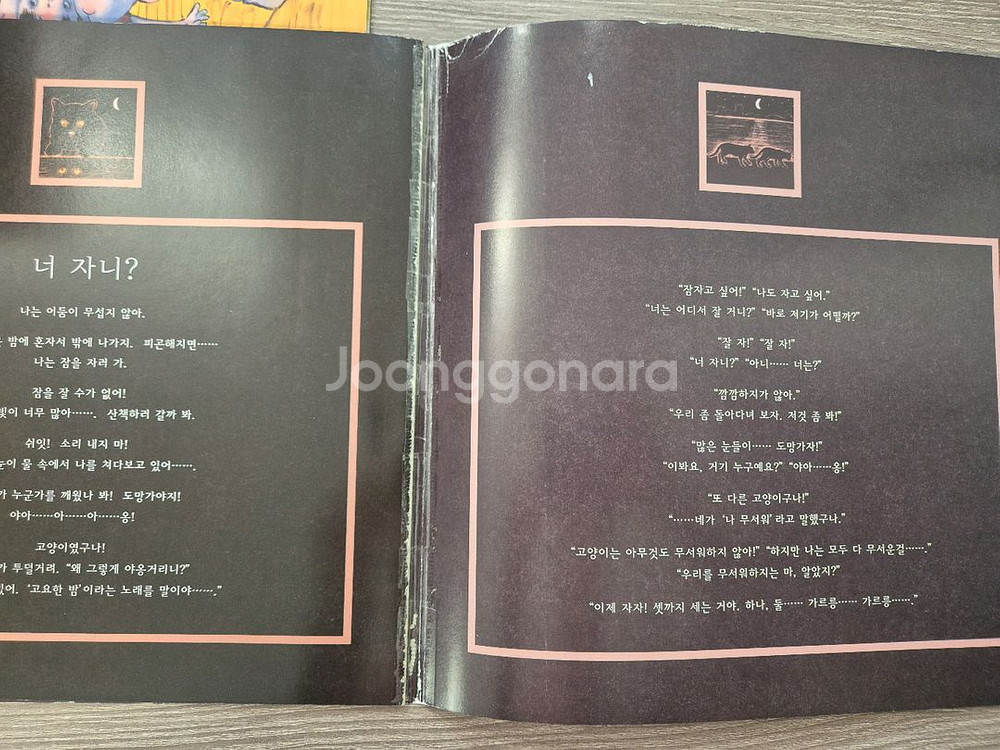 너 자니?
나는 어둠이 무섭지 않아.
밤에 혼자서 밖에 나가지. 피곤해지면……
나는 잠을 자러 가.
잠을 잘 수가 없어!
빛이 너무 많아……. 산책하러 갈까 봐.
쉬잇! 소리 내지 마!
눈이 물 속에서 나를 쳐다보고 있어…….
가 누군가를 깨웠나 봐! 도망가야지!
야아……아……아……옹!
고양이였구나!
가 투덜거려. “왜 그렇게 야옹거리니?”
있어. ‘고요한 밤’이라는 노래를 말이야…….”
“잠자고 싶어!” “나도 자고 싶어.”
“너는 어디서 잘 거니?” “바로 저기가 어떨까?”
“잘 자!” “잘 자!”
“너 자니?” “아니…… 너는?”
“깜깜하지가 않아.”
“우리 좀 돌아다녀 보자. 저것 좀 봐!”
“많은 눈들이…… 도망가자!”
“이봐요, 거기 누구예요?” “야아……옹!”
“또 다른 고양이구나!”
“……네가 ‘나 무서워’라고 말했구나.”
“고양이는 아무것도 무서워하지 않아!” “하지만 나는 모두 다 무서운걸…….”
“우리를 무서워하지는 마, 알았지?”
“이제 자자! 셋까지 세는 거야. 하나, 둘…… 가르릉…… 가르릉…….”
Joonggonara